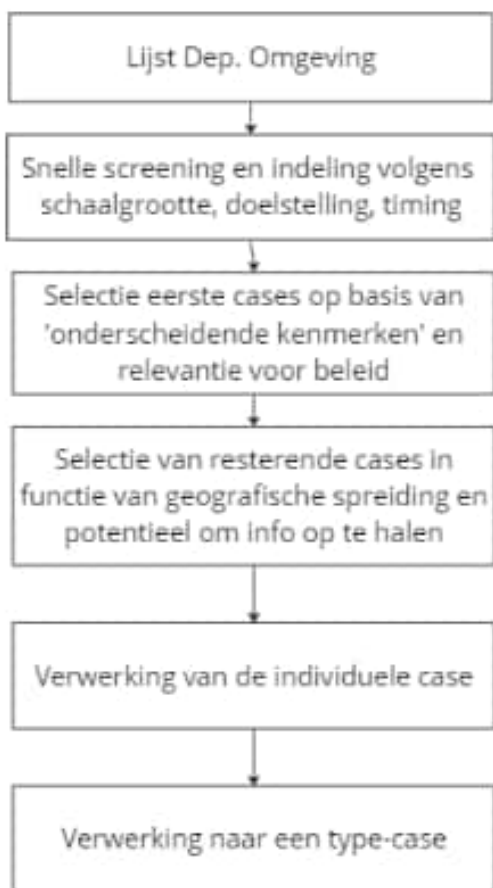 Lijst Dep. Omgeving
Snelle screening en indeling volgens
schaalgrootte, doelstelling, timing
Selectie eerste cases op basis van
'onderscheidende kenmerken' en
relevantie voor beleid
Selectie van resterende cases in
functie van geografische spreiding en
potentieel om info op te halen
Verwerking van de individuele case
Verwerking naar een type-case